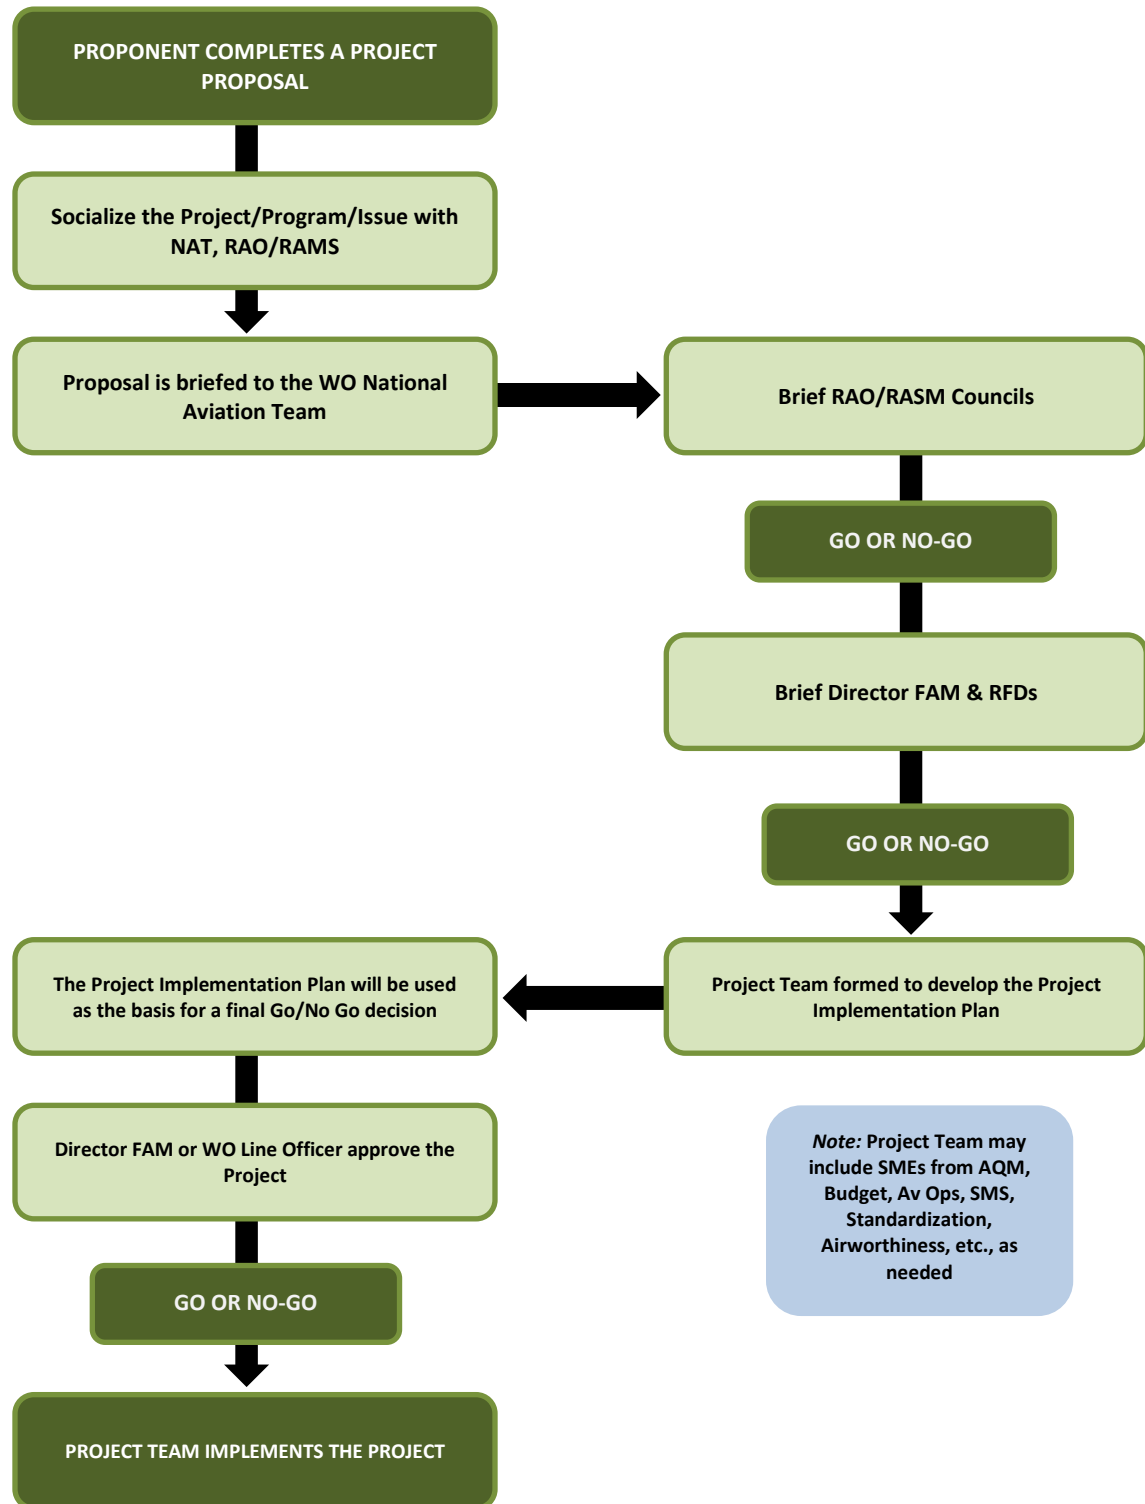 PROPONENT COMPLETES A PROJECT
PROPOSAL
Socialize the Project/Program/Issue with
NAT, RAO/RAMS
Proposal is briefed to the WO National
Aviation Team
Brief RAO/RASM Councils
GO OR NO-GO
Brief Director FAM & RFDs
GO OR NO-GO
Project Team formed to develop the Project
Implementation Plan
Note: Project Team may
include SMEs from AQM,
Budget, Av Ops, SMS,
Standardization,
Airworthiness, etc., as
needed
The Project Implementation Plan will be used
as the basis for a final Go/No Go decision
Director FAM or WO Line Officer approve the
Project
GO OR NO-GO
PROJECT TEAM IMPLEMENTS THE PROJECT